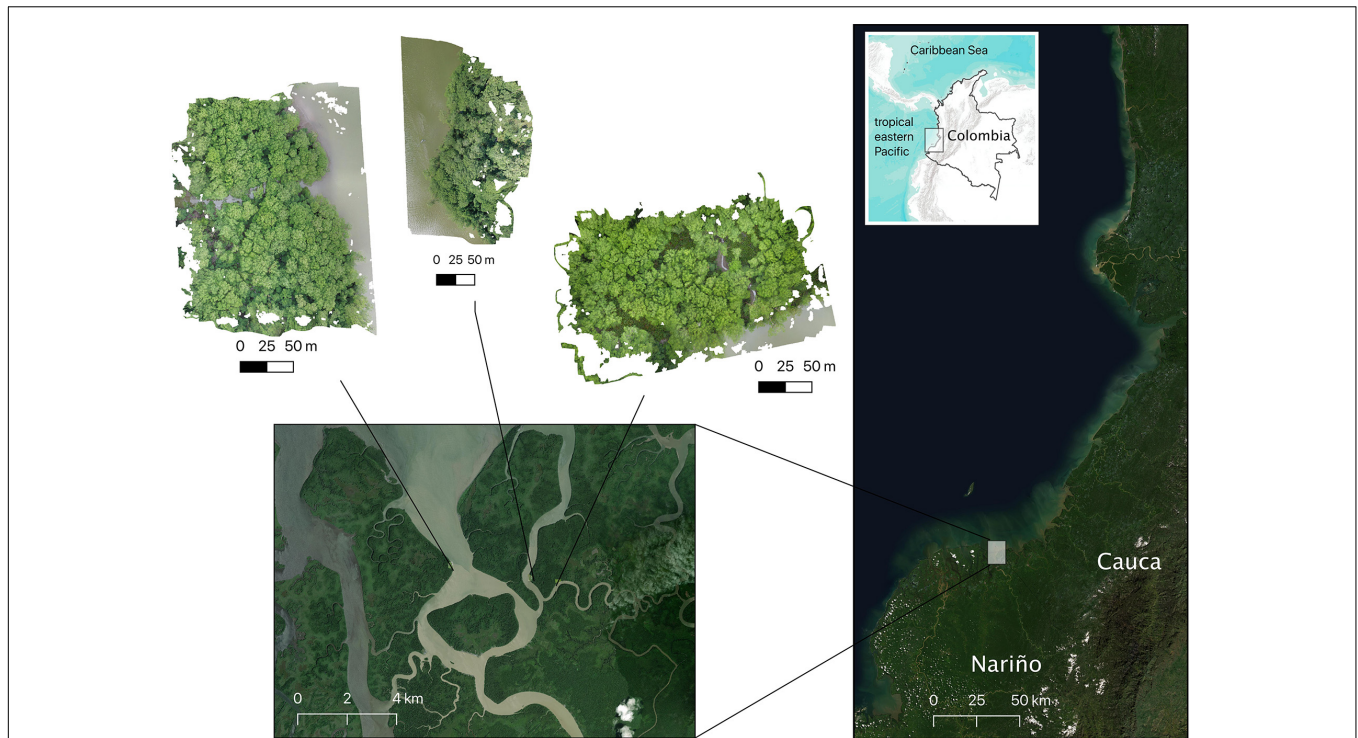 0 25 50 m
0 25 50 m
0 25 50 m
0 2 4 km
Caribbean Sea
tropical
eastern
Pacific
Colombia
Cauca
Nariño
0 25 50 km